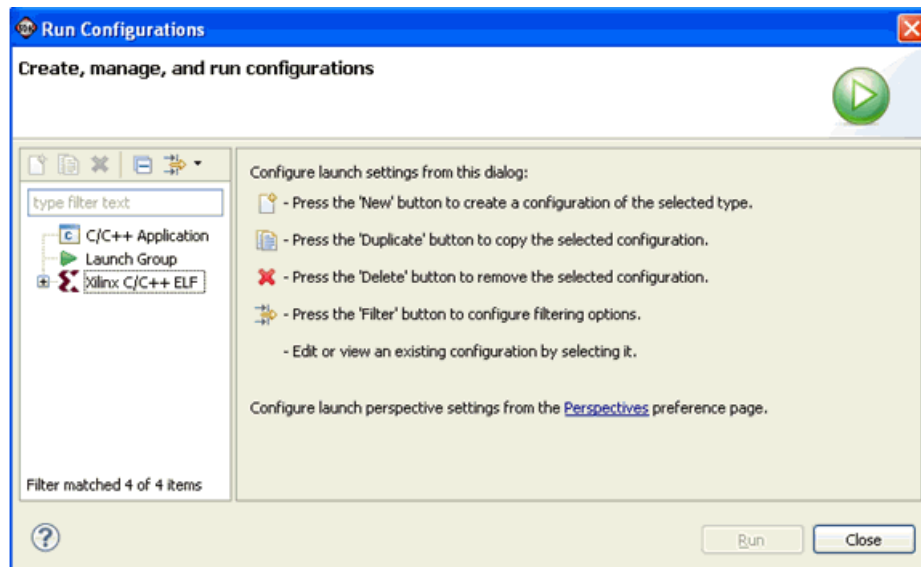 SDK Run Configurations
Create, manage, and run configurations
type filter text
C/C++ Application
Launch Group
Xilinx C/C++ ELF
Filter matched 4 of 4 items
Configure launch settings from this dialog:
- Press the 'New' button to create a configuration of the selected type.
- Press the 'Duplicate' button to copy the selected configuration.
- Press the 'Delete' button to remove the selected configuration.
- Press the 'Filter' button to configure filtering options.
- Edit or view an existing configuration by selecting it.
Configure launch perspective settings from the Perspectives preference page.
Run
Close